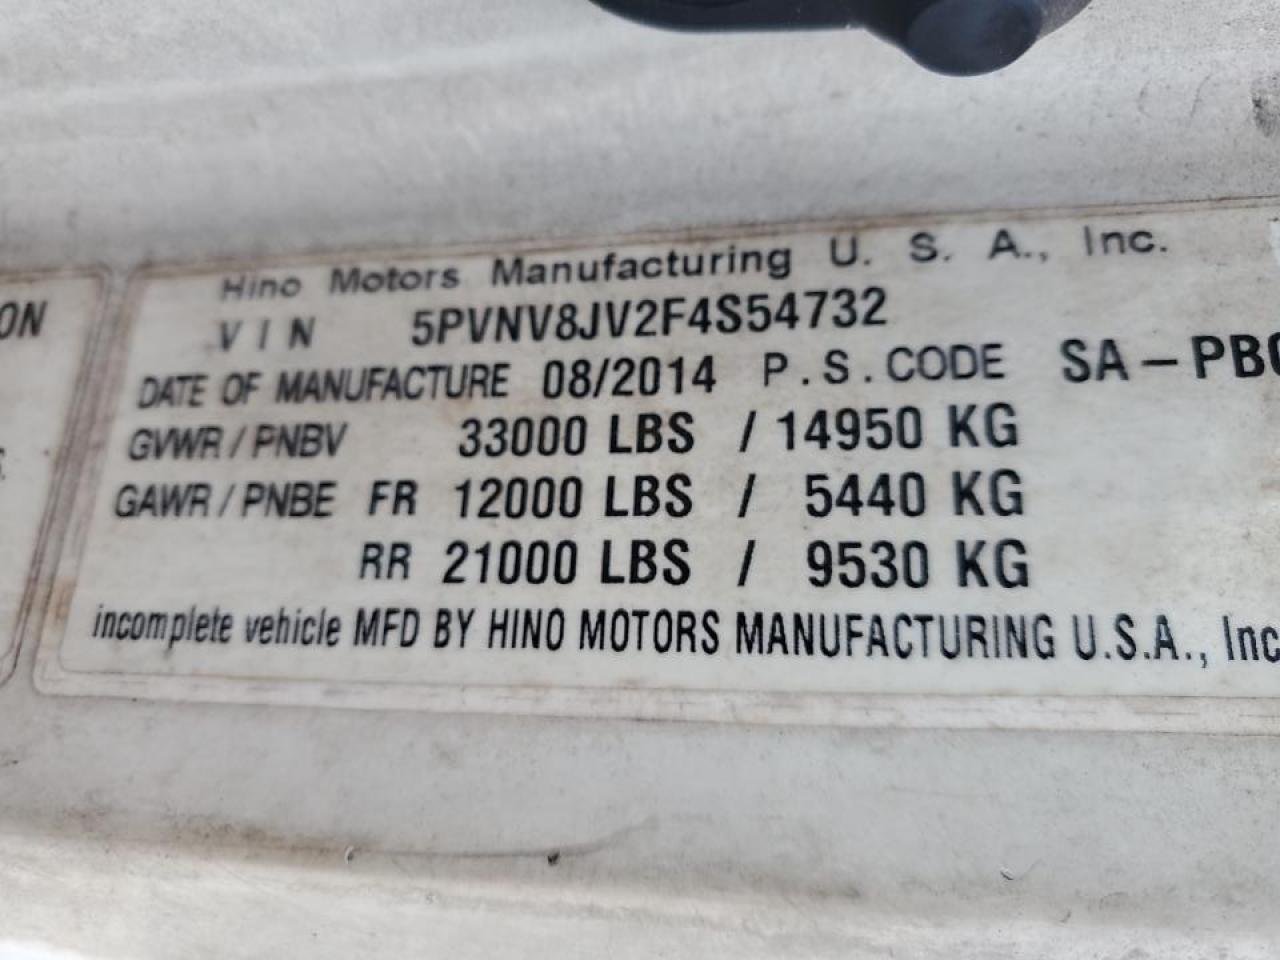 ON
Hino Motors Manufacturing U. S. A., Inc.
VIN 5PVNV8JV2F4S54732
DATE OF MANUFACTURE 08/2014 P.S.CODE SA-PB
GVWR/PNBV 33000 LBS / 14950 KG
GAWR/PNBE FR 12000 LBS / 5440 KG
RR 21000 LBS / 9530 KG
incomplete vehicle MFD BY HINO MOTORS MANUFACTURING U.S.A., Inc